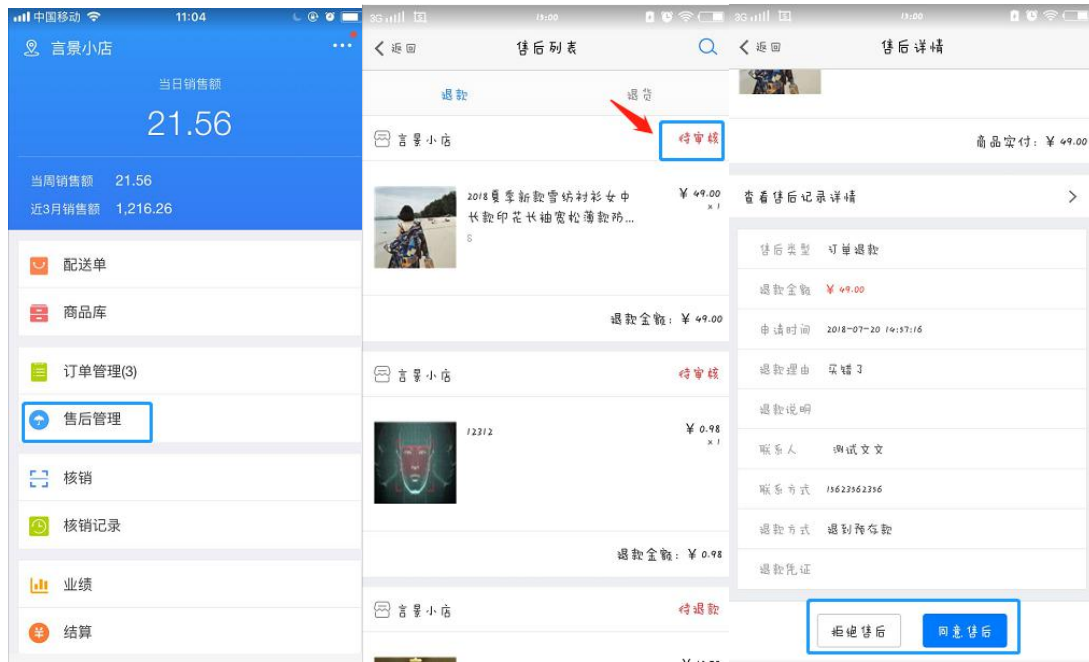 中国移动 11:04
言景小店
当日销售额
21.56
当周销售额 21.56
近3月销售额 1,216.26
配送单
商品库
订单管理(3)
售后管理
核销
核销记录
业绩
结算
3G 19:00
返回 售后列表
退款 退货
言景小店 待审核
2018夏季新款雪纺衬衫女中 ¥ 49.00
长款印花长袖宽松薄款防... x 1
S
退款金额: ¥ 49.00
言景小店 待审核
12312 ¥ 0.98
x 1
退款金额: ¥ 0.98
言景小店 待退款
3G 19:00
返回 售后详情
商品实付: ¥ 49.00
查看售后记录详情
售后类型 订单退款
退款金额 ¥ 49.00
申请时间 2018-07-20 14:57:16
退款理由 买错了
退款说明
联系人 测试文文
联系方式 15623562356
退款方式 退到预存款
退款凭证
拒绝售后 同意售后